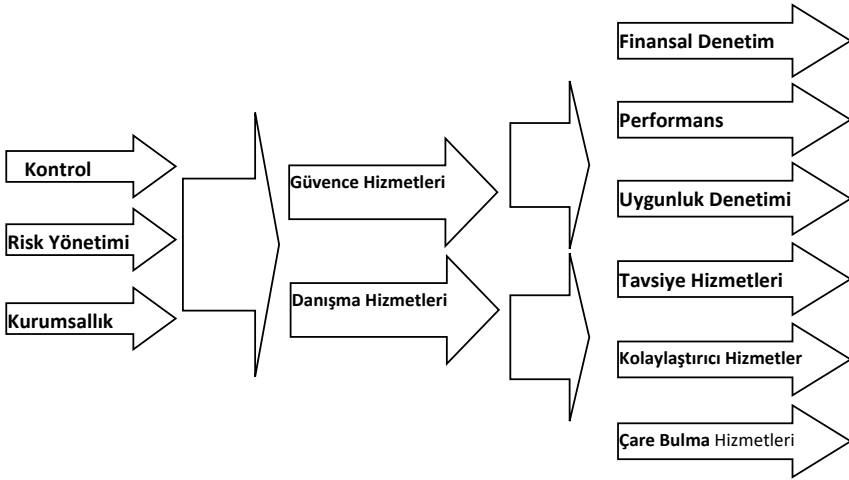 Kontrol
Risk Yönetimi
Kurumsallık
Güvence Hizmetleri
Danışma Hizmetleri
Finansal Denetim
Performans
Uygunluk Denetimi
Tavsiye Hizmetleri
Kolaylaştırıcı Hizmetler
Çare Bulma Hizmetleri